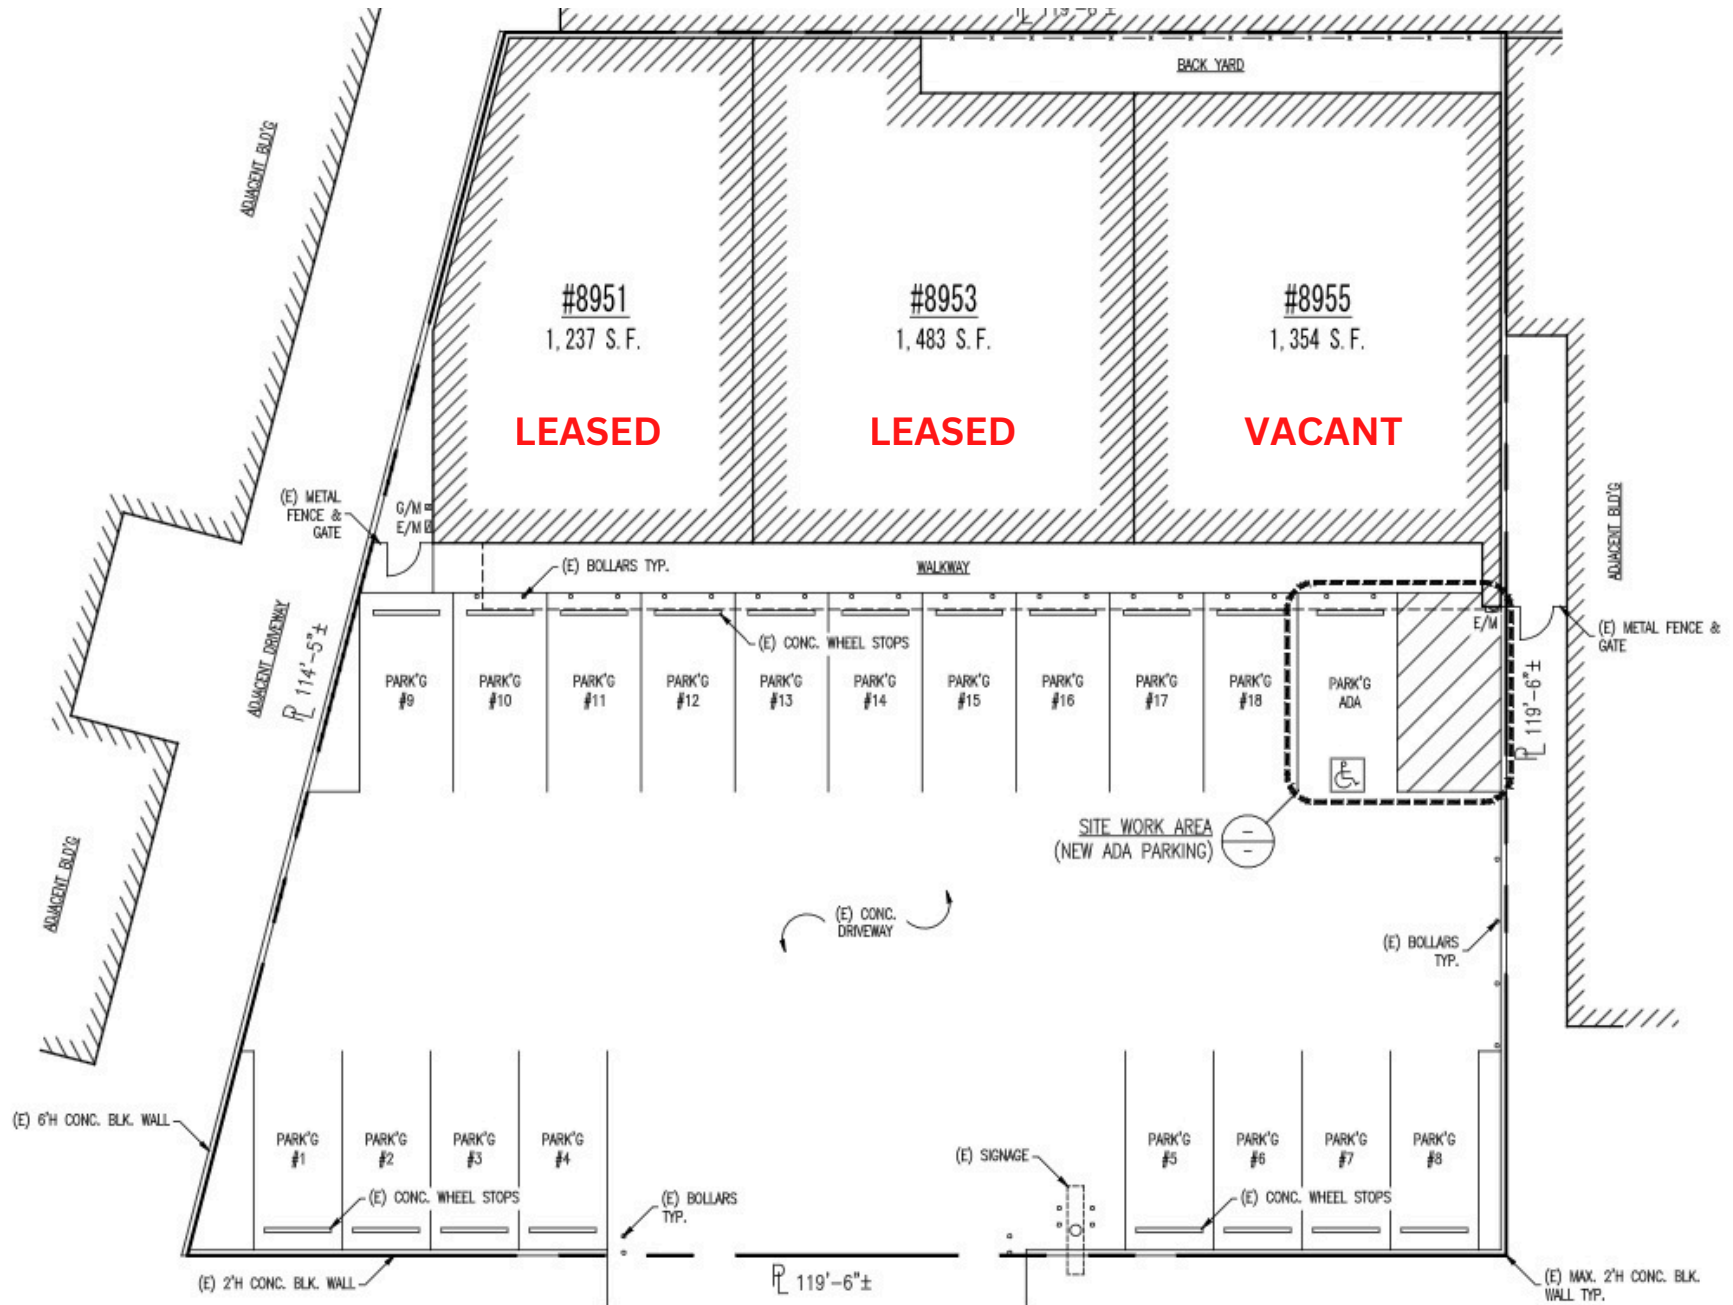 ℄ 119'-6"±
BACK YARD
ADJACENT BLD'G
#8951
1,237 S.F.
LEASED
#8953
1,483 S.F.
LEASED
#8955
1,354 S.F.
VACANT
(E) METAL
FENCE &
GATE
G/M
E/M
(E) BOLLARS TYP.
WALKWAY
ADJACENT BLD'G
(E) CONC. WHEEL STOPS
E/M
(E) METAL FENCE &
GATE
ADJACENT DRIVEWAY
PL 114'-5"±
PARK'G
#9
PARK'G
#10
PARK'G
#11
PARK'G
#12
PARK'G
#13
PARK'G
#14
PARK'G
#15
PARK'G
#16
PARK'G
#17
PARK'G
#18
PARK'G
ADA
PL 119'-6"±
SITE WORK AREA
(NEW ADA PARKING)
-
-
ADJACENT BLD'G
(E) CONC.
DRIVEWAY
(E) BOLLARS
TYP.
(E) 6'H CONC. BLK. WALL
PARK'G
#1
PARK'G
#2
PARK'G
#3
PARK'G
#4
(E) SIGNAGE
PARK'G
#5
PARK'G
#6
PARK'G
#7
PARK'G
#8
(E) CONC. WHEEL STOPS
(E) BOLLARS
TYP.
(E) CONC. WHEEL STOPS
(E) 2'H CONC. BLK. WALL
PL 119'-6"±
(E) MAX. 2'H CONC. BLK.
WALL TYP.